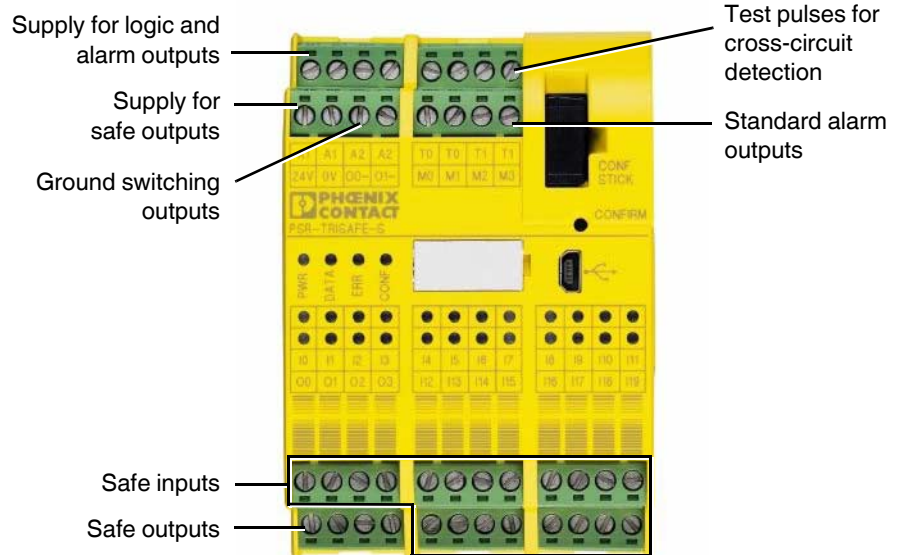 Supply for logic and
alarm outputs
Supply for
safe outputs
Ground switching
outputs
Test pulses for
cross-circuit
detection
Standard alarm
outputs
A1 A1 A2 A2 T0 T0 T1 T1
24V 0V O0- O1- M0 M1 M2 M3
CONF
STICK
PHŒNIX
CONTACT
PSR-TRISAFE-S
CONFIRM
PWR DATA ERR CONF
I0 I1 I2 I3 I4 I5 I6 I7 I8 I9 I10 I11
O0 O1 O2 O3 I12 I13 I14 I15 I16 I17 I18 I19
Safe inputs
Safe outputs